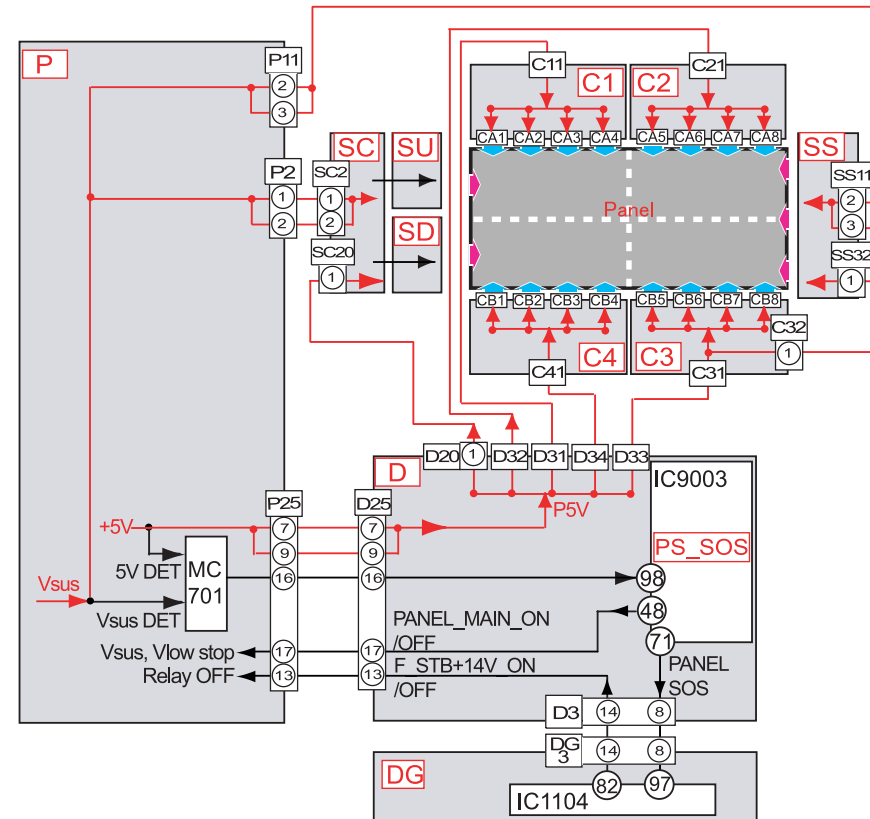 P
P11
2
3
P2
1
2
SC2
1
2
SC20
1
SC
SU
SD
C11
C1
C2
C21
CA1
CA2
CA3
CA4
CA5
CA6
CA7
CA8
Panel
SS
SS11
2
3
SS32
1
CB1
CB2
CB3
CB4
CB5
CB6
CB7
CB8
C32
1
C41
C4
C3
C31
D
D20
1
D32
D31
D34
D33
P5V
IC9003
PS_SOS
98
48
71
P25
7
9
16
17
13
D25
7
9
16
17
13
+5V
5V DET
MC
701
Vsus
Vsus DET
Vsus, Vlow stop
Relay OFF
PANEL_MAIN_ON
/OFF
F_STB+14V_ON
/OFF
PANEL
SOS
D3
14
8
DG
3
14
8
DG
82
97
IC1104